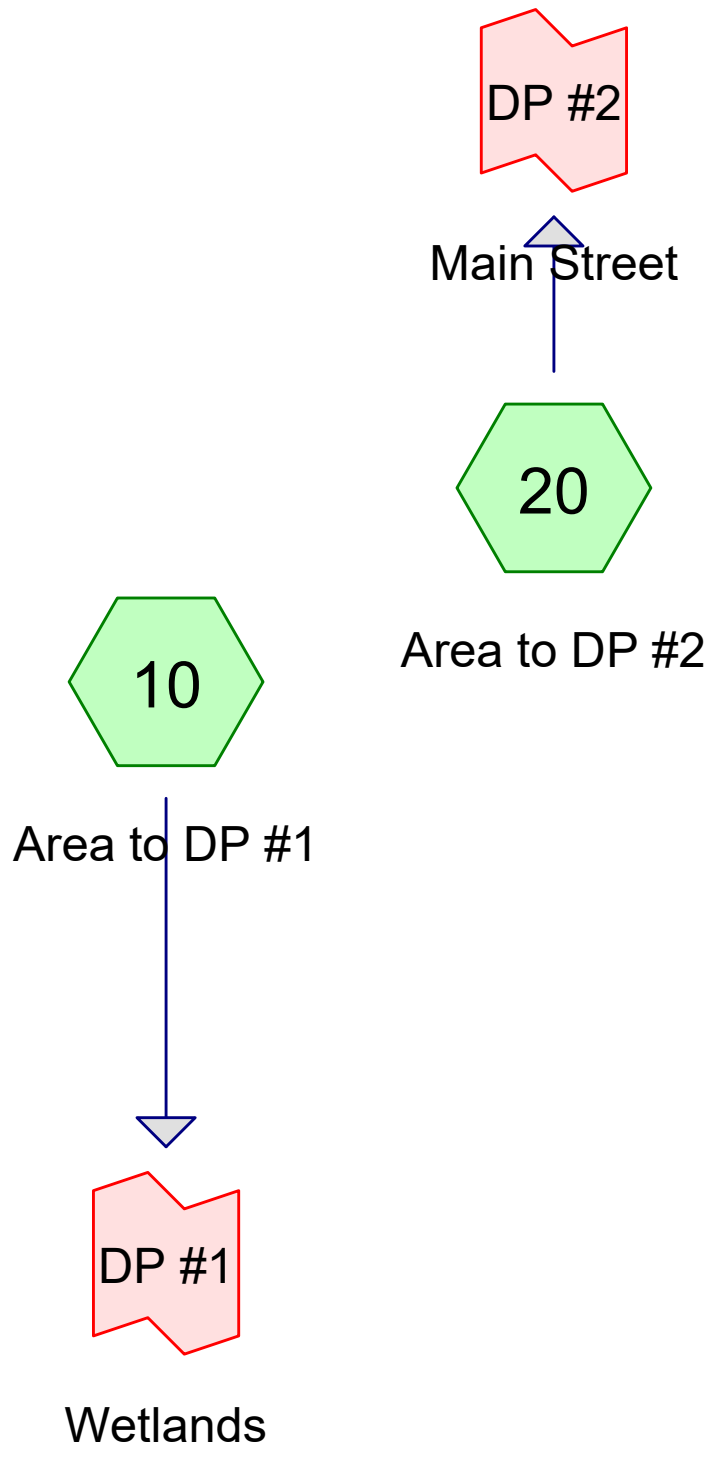 DP #2
Main Street
20
Area to DP #2
10
Area to DP #1
DP #1
Wetlands